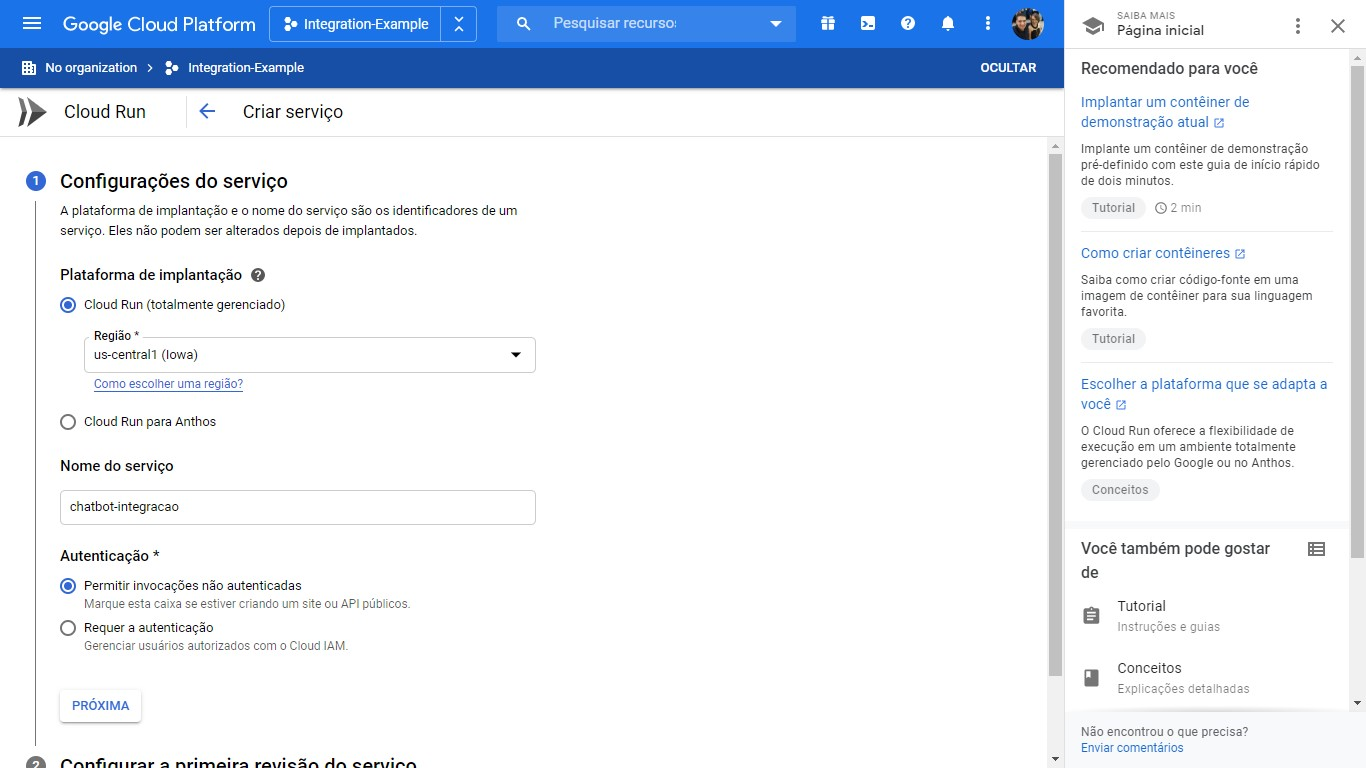 Google Cloud Platform
Integration-Example
Pesquisar recursos
No organization
Integration-Example
OCULTAR
Cloud Run
Criar serviço
1
Configurações do serviço
A plataforma de implantação e o nome do serviço são os identificadores de um
serviço. Eles não podem ser alterados depois de implantados.
Plataforma de implantação
Cloud Run (totalmente gerenciado)
Região *
us-central1 (Iowa)
Como escolher uma região?
Cloud Run para Anthos
Nome do serviço
chatbot-integracao
Autenticação *
Permitir invocações não autenticadas
Marque esta caixa se estiver criando um site ou API públicos.
Requer a autenticação
Gerenciar usuários autorizados com o Cloud IAM.
PRÓXIMA
2
Configurar a primeira revisão do serviço
SAIBA MAIS
Página inicial
Recomendado para você
Implantar um contêiner de
demonstração atual
Implante um contêiner de demonstração
pré-definido com este guia de início rápido
de dois minutos.
Tutorial
2 min
Como criar contêineres
Saiba como criar código-fonte em uma
imagem de contêiner para sua linguagem
favorita.
Tutorial
Escolher a plataforma que se adapta a
você
O Cloud Run oferece a flexibilidade de
execução em um ambiente totalmente
gerenciado pelo Google ou no Anthos.
Conceitos
Você também pode gostar
de
Tutorial
Instruções e guias
Conceitos
Explicações detalhadas
Não encontrou o que precisa?
Enviar comentários